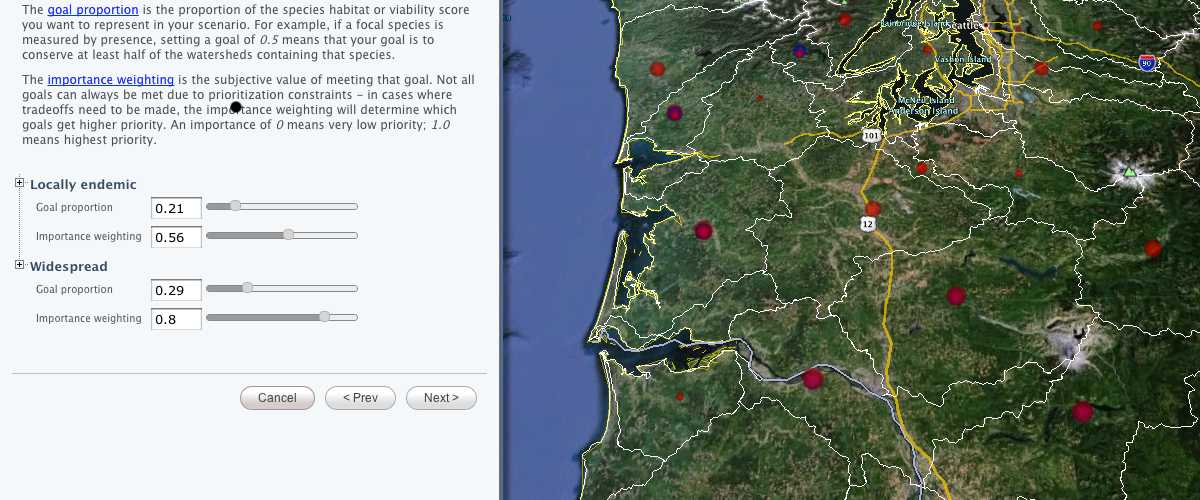 The goal proportion is the proportion of the species habitat or viability score
you want to represent in your scenario. For example, if a focal species is
measured by presence, setting a goal of 0.5 means that your goal is to
conserve at least half of the watersheds containing that species.
The importance weighting is the subjective value of meeting that goal. Not all
goals can always be met due to prioritization constraints – in cases where
tradeoffs need to be made, the importance weighting will determine which
goals get higher priority. An importance of 0 means very low priority; 1.0
means highest priority.
Locally endemic
Goal proportion 0.21
Importance weighting 0.56
Widespread
Goal proportion 0.29
Importance weighting 0.8
Cancel
< Prev
Next >
Bainbridge Island
Seattle
90
Vashon Island
McNeil Island
Anderson Island
101
12